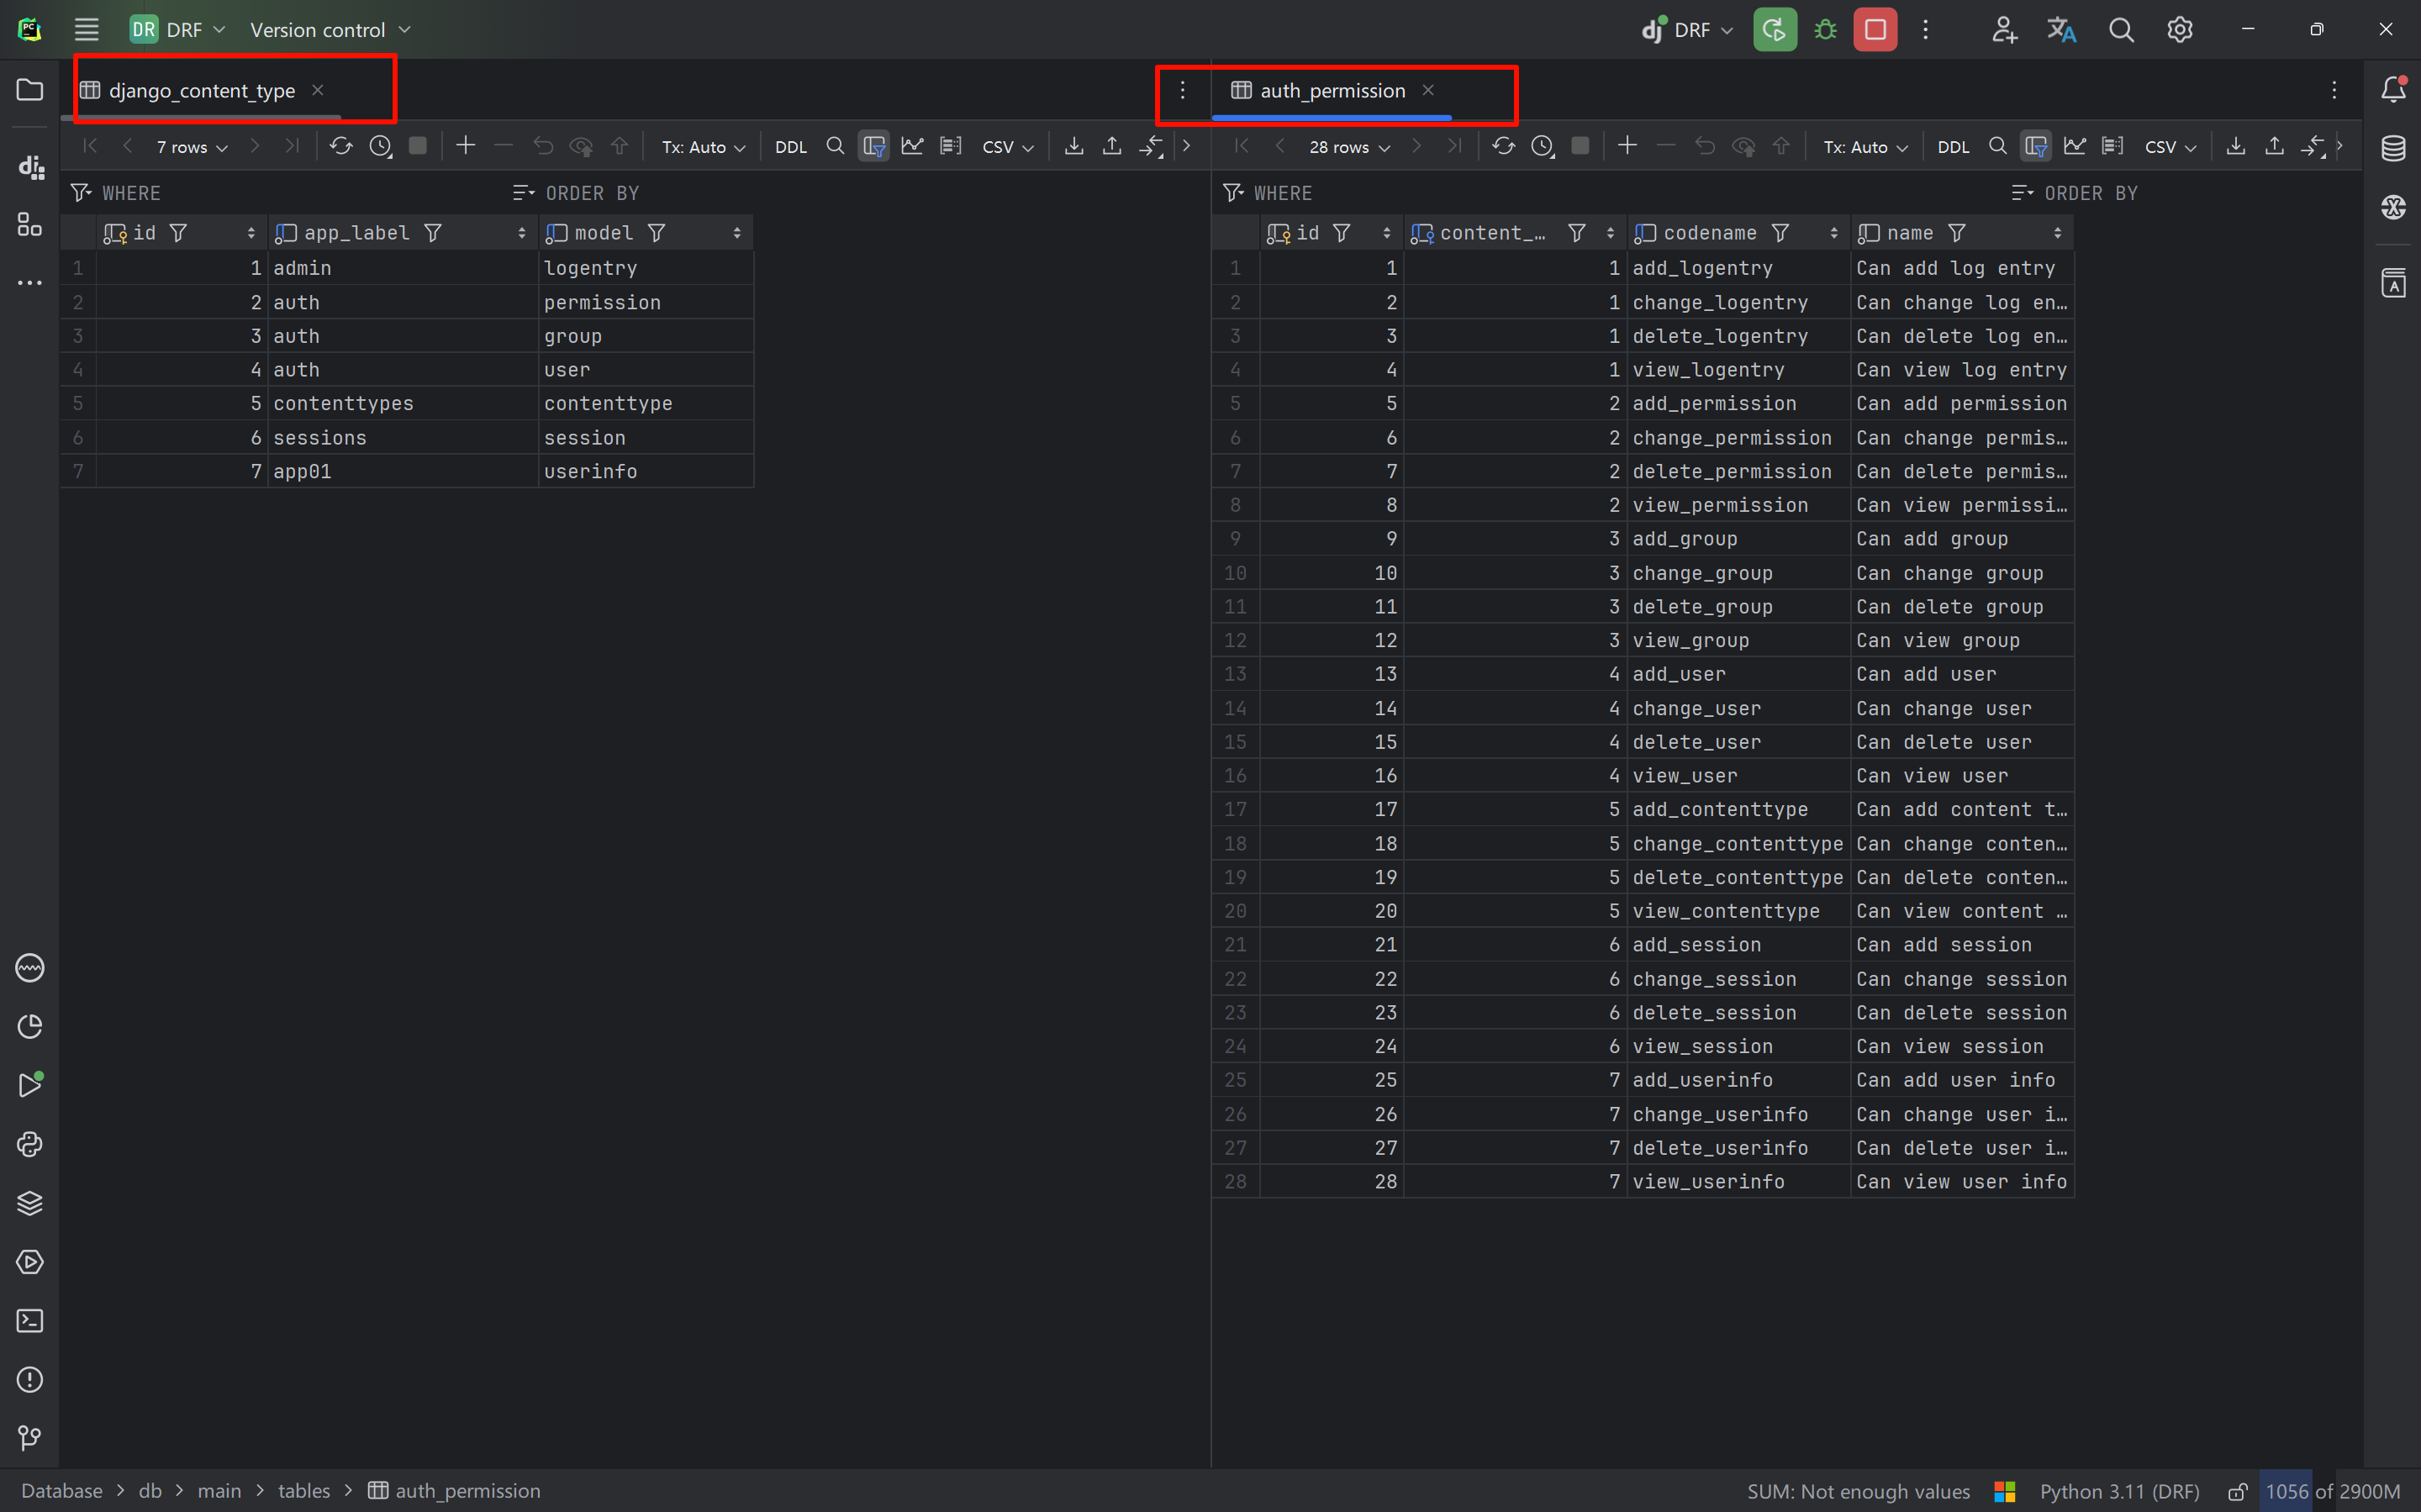 DR DRF Version control dj DRF
django_content_type
auth_permission
7 rows Tx: Auto DDL CSV
28 rows Tx: Auto DDL CSV
WHERE ORDER BY
WHERE ORDER BY
id app_label model
1 1 admin logentry
2 2 auth permission
3 3 auth group
4 4 auth user
5 5 contenttypes contenttype
6 6 sessions session
7 7 app01 userinfo
id content_… codename name
1 1 1 add_logentry Can add log entry
2 2 1 change_logentry Can change log en…
3 3 1 delete_logentry Can delete log en…
4 4 1 view_logentry Can view log entry
5 5 2 add_permission Can add permission
6 6 2 change_permission Can change permis…
7 7 2 delete_permission Can delete permis…
8 8 2 view_permission Can view permissi…
9 9 3 add_group Can add group
10 10 3 change_group Can change group
11 11 3 delete_group Can delete group
12 12 3 view_group Can view group
13 13 4 add_user Can add user
14 14 4 change_user Can change user
15 15 4 delete_user Can delete user
16 16 4 view_user Can view user
17 17 5 add_contenttype Can add content t…
18 18 5 change_contenttype Can change conten…
19 19 5 delete_contenttype Can delete conten…
20 20 5 view_contenttype Can view content …
21 21 6 add_session Can add session
22 22 6 change_session Can change session
23 23 6 delete_session Can delete session
24 24 6 view_session Can view session
25 25 7 add_userinfo Can add user info
26 26 7 change_userinfo Can change user i…
27 27 7 delete_userinfo Can delete user i…
28 28 7 view_userinfo Can view user info
Database > db > main > tables > auth_permission SUM: Not enough values Python 3.11 (DRF) 1056 of 2900M